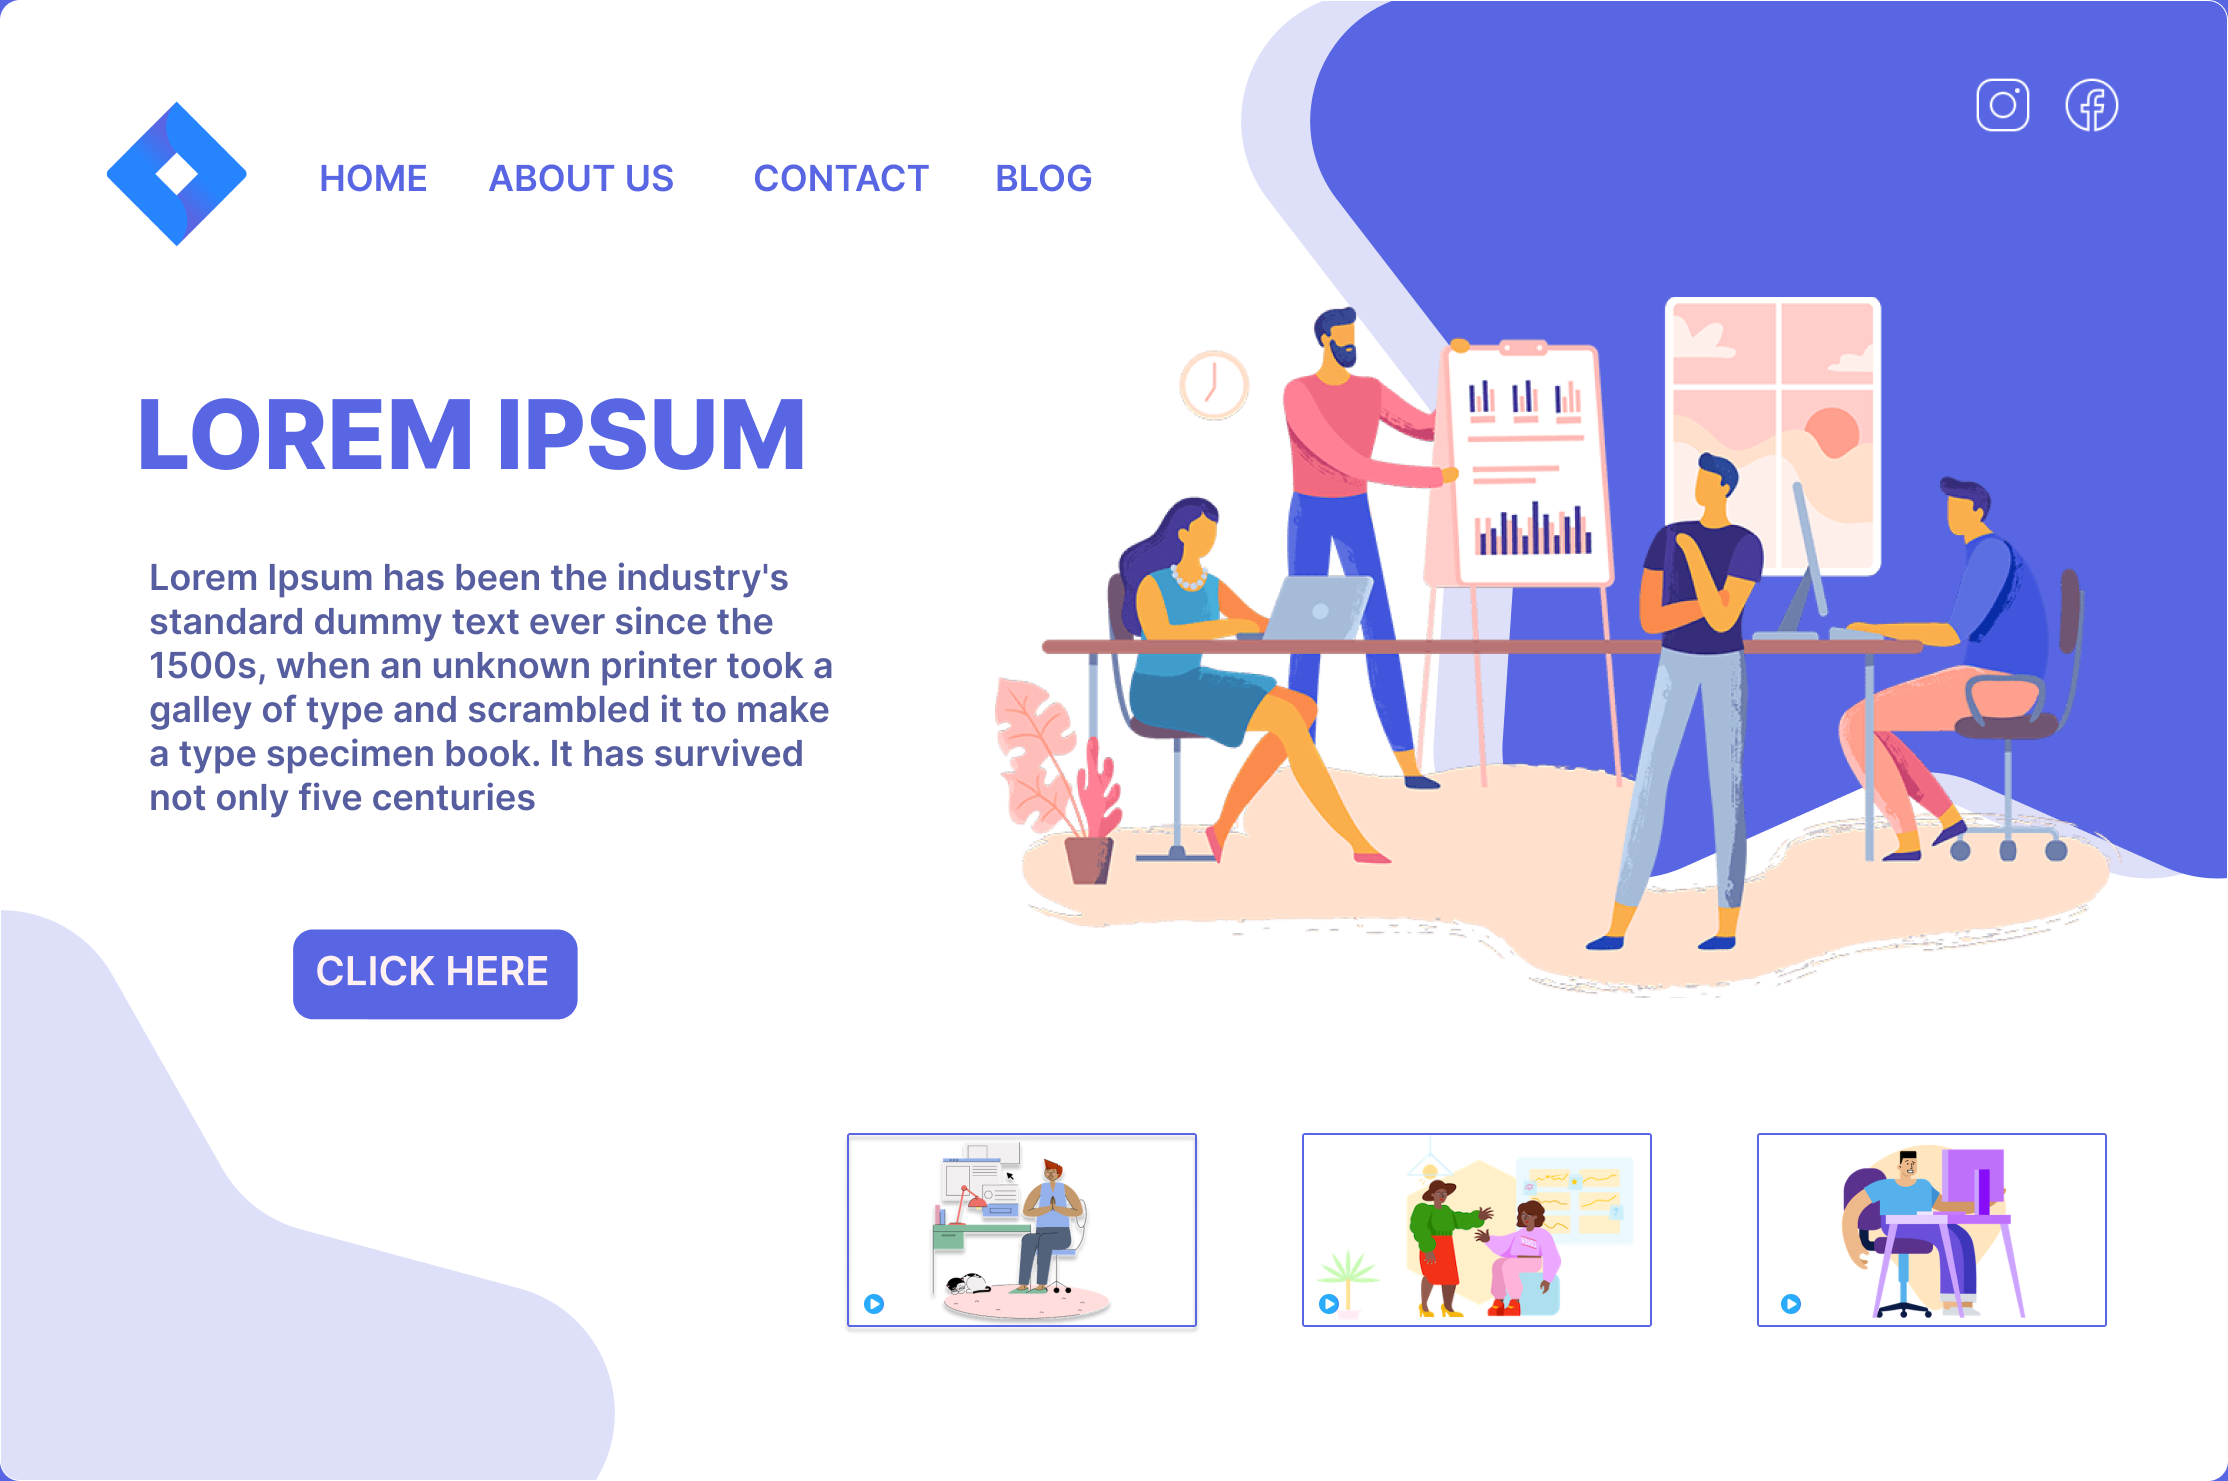 HOME ABOUT US CONTACT BLOG
LOREM IPSUM
Lorem Ipsum has been the industry's
standard dummy text ever since the
1500s, when an unknown printer took a
galley of type and scrambled it to make
a type specimen book. It has survived
not only five centuries
CLICK HERE